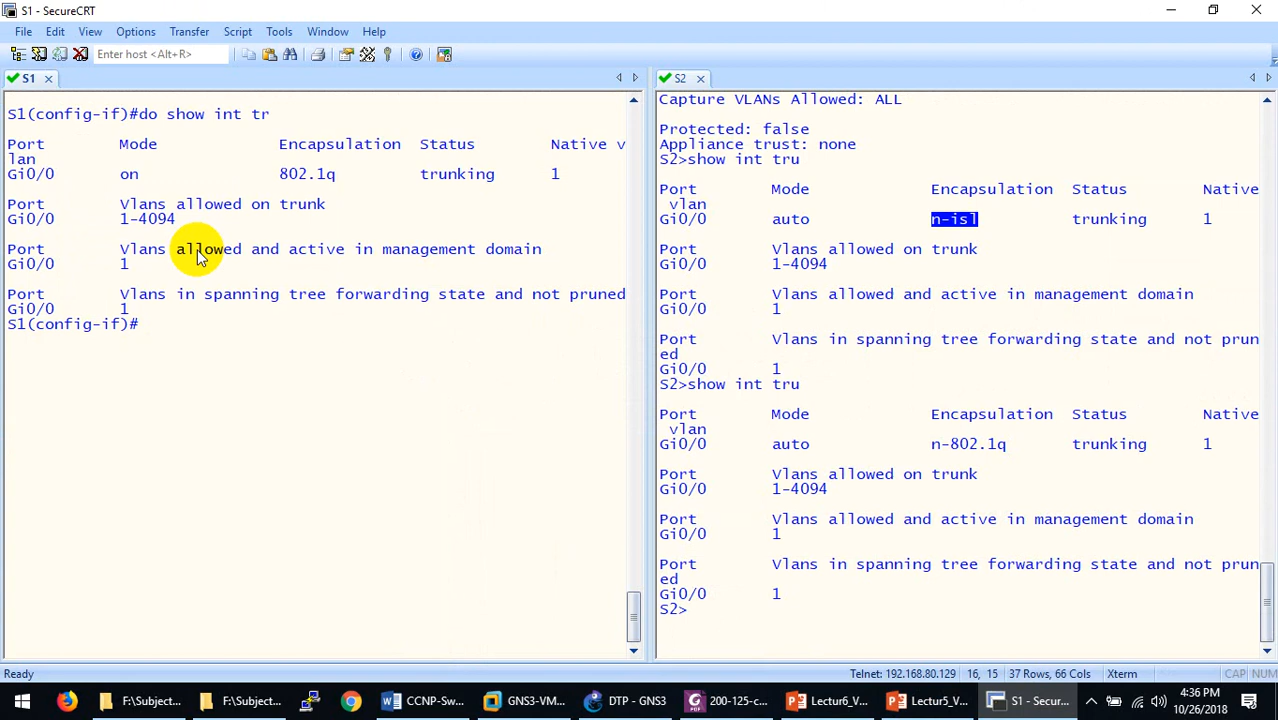 S1 - SecureCRT
File Edit View Options Transfer Script Tools Window Help
Enter host <Alt+R>
S1
S1(config-if)#do show int tr
Port Mode Encapsulation Status Native v
lan
Gi0/0 on 802.1q trunking 1
Port Vlans allowed on trunk
Gi0/0 1-4094
Port Vlans allowed and active in management domain
Gi0/0 1
Port Vlans in spanning tree forwarding state and not pruned
Gi0/0 1
S1(config-if)#
S2
Capture VLANs Allowed: ALL
Protected: false
Appliance trust: none
S2>show int tru
Port Mode Encapsulation Status Native
vlan
Gi0/0 auto n-isl trunking 1
Port Vlans allowed on trunk
Gi0/0 1-4094
Port Vlans allowed and active in management domain
Gi0/0 1
Port Vlans in spanning tree forwarding state and not prun
ed
Gi0/0 1
S2>show int tru
Port Mode Encapsulation Status Native
vlan
Gi0/0 auto n-802.1q trunking 1
Port Vlans allowed on trunk
Gi0/0 1-4094
Port Vlans allowed and active in management domain
Gi0/0 1
Port Vlans in spanning tree forwarding state and not prun
ed
Gi0/0 1
S2>
Ready Telnet: 192.168.80.129 16, 15 37 Rows, 66 Cols Xterm CAP NUM
F:\Subject... F:\Subject... CCNP-Sw... GNS3-VM... DTP - GNS3 200-125-c... Lectur6_V... Lectur5_V... S1 - Secur...
4:36 PM
10/26/2018